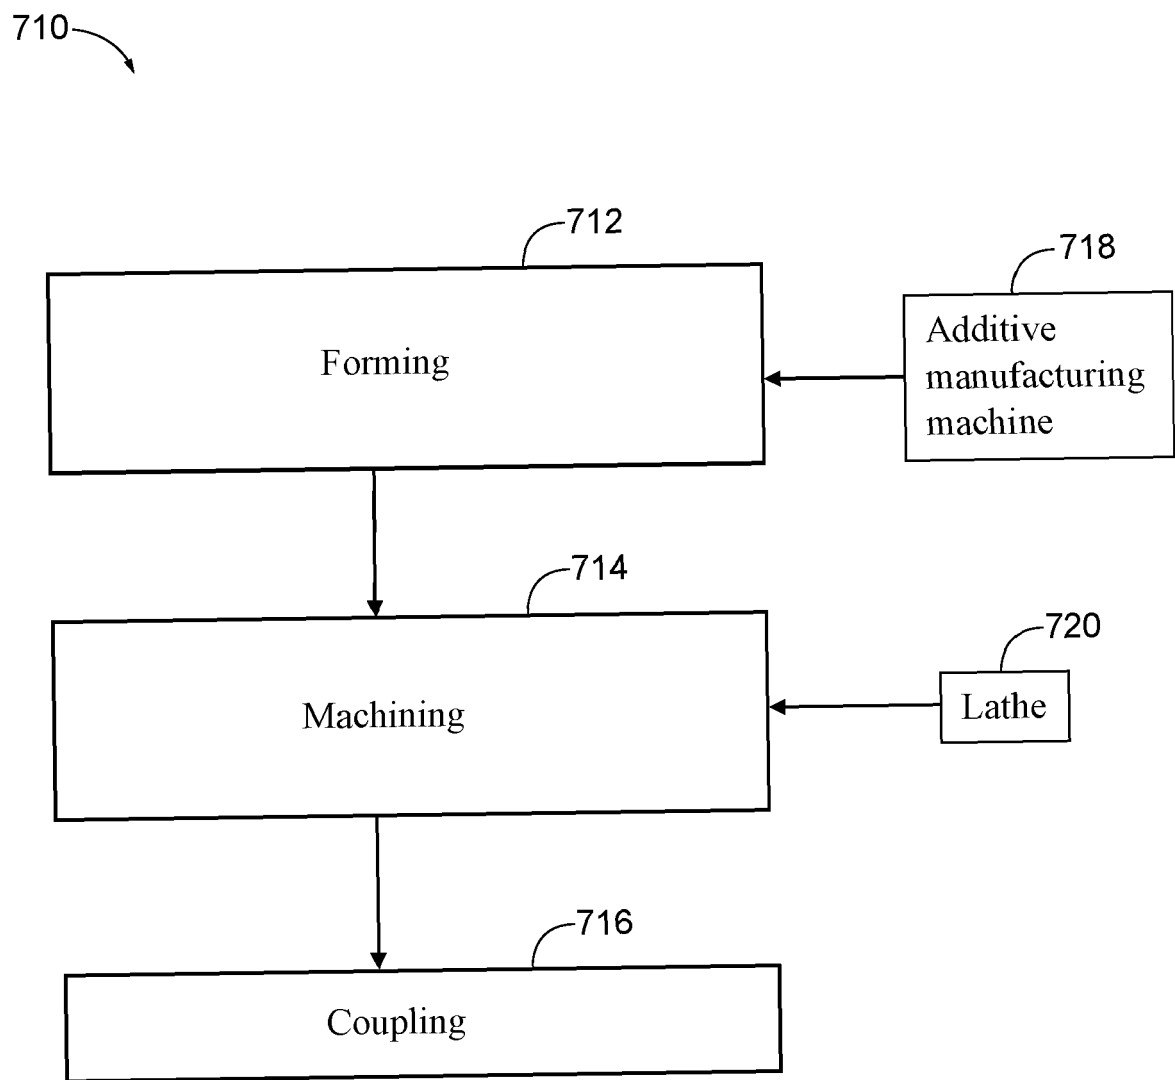 710
712
718
Forming
Additive
manufacturing
machine
714
720
Machining
Lathe
716
Coupling